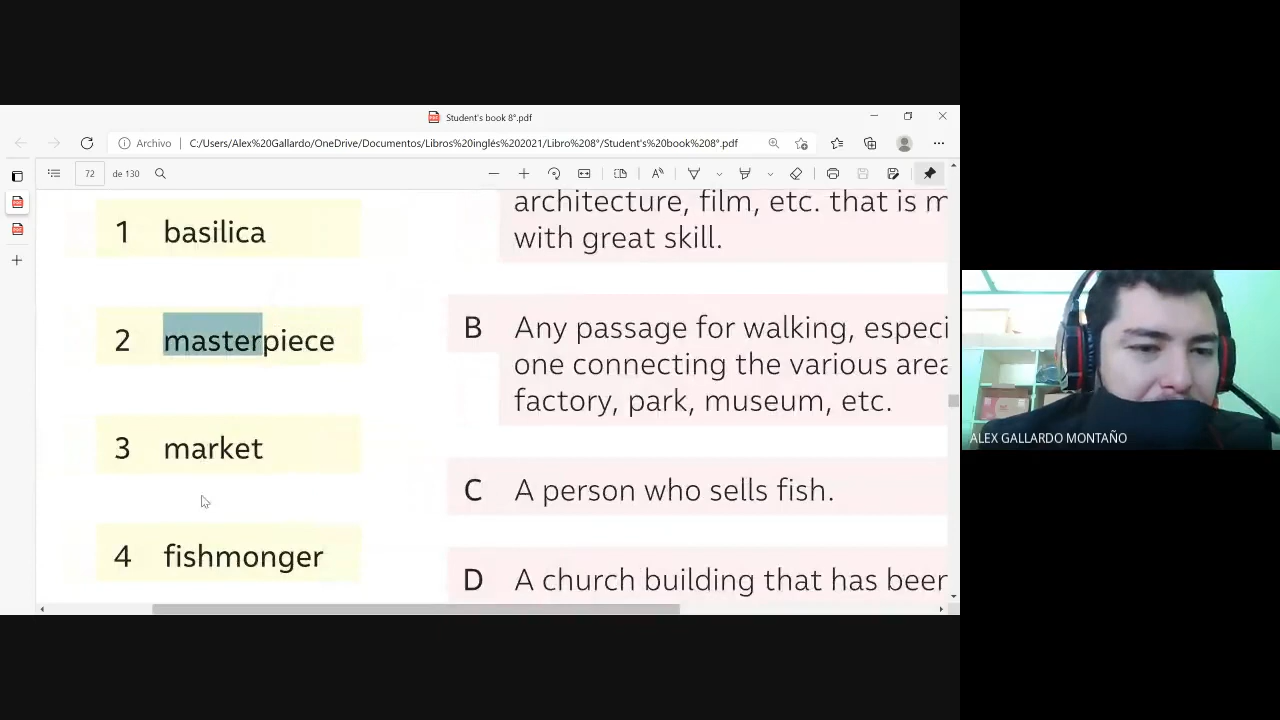 Student's book 8°.pdf
Archivo
C:/Users/Alex%20Gallardo/OneDrive/Documentos/Libros%20inglés%202021/Libro%208°/Student's%20book%208°.pdf
72 de 130
architecture, film, etc. that is m
with great skill.
1 basilica
2 masterpiece
3 market
4 fishmonger
B Any passage for walking, especi
one connecting the various area
factory, park, museum, etc.
C A person who sells fish.
D A church building that has been
ALEX GALLARDO MONTAÑO